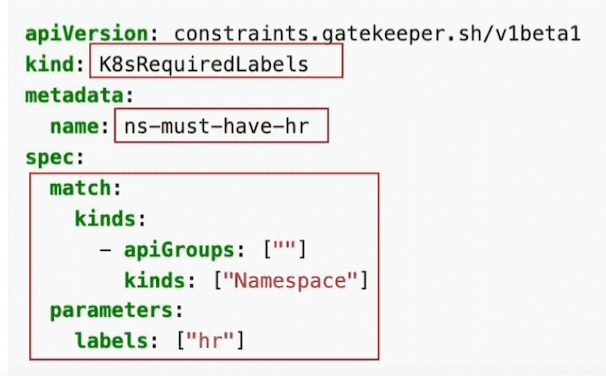 apiVersion: constraints.gatekeeper.sh/v1beta1
kind: K8sRequiredLabels
metadata:
  name: ns-must-have-hr
spec:
  match:
    kinds:
      - apiGroups: [""]
        kinds: ["Namespace"]
  parameters:
    labels: ["hr"]